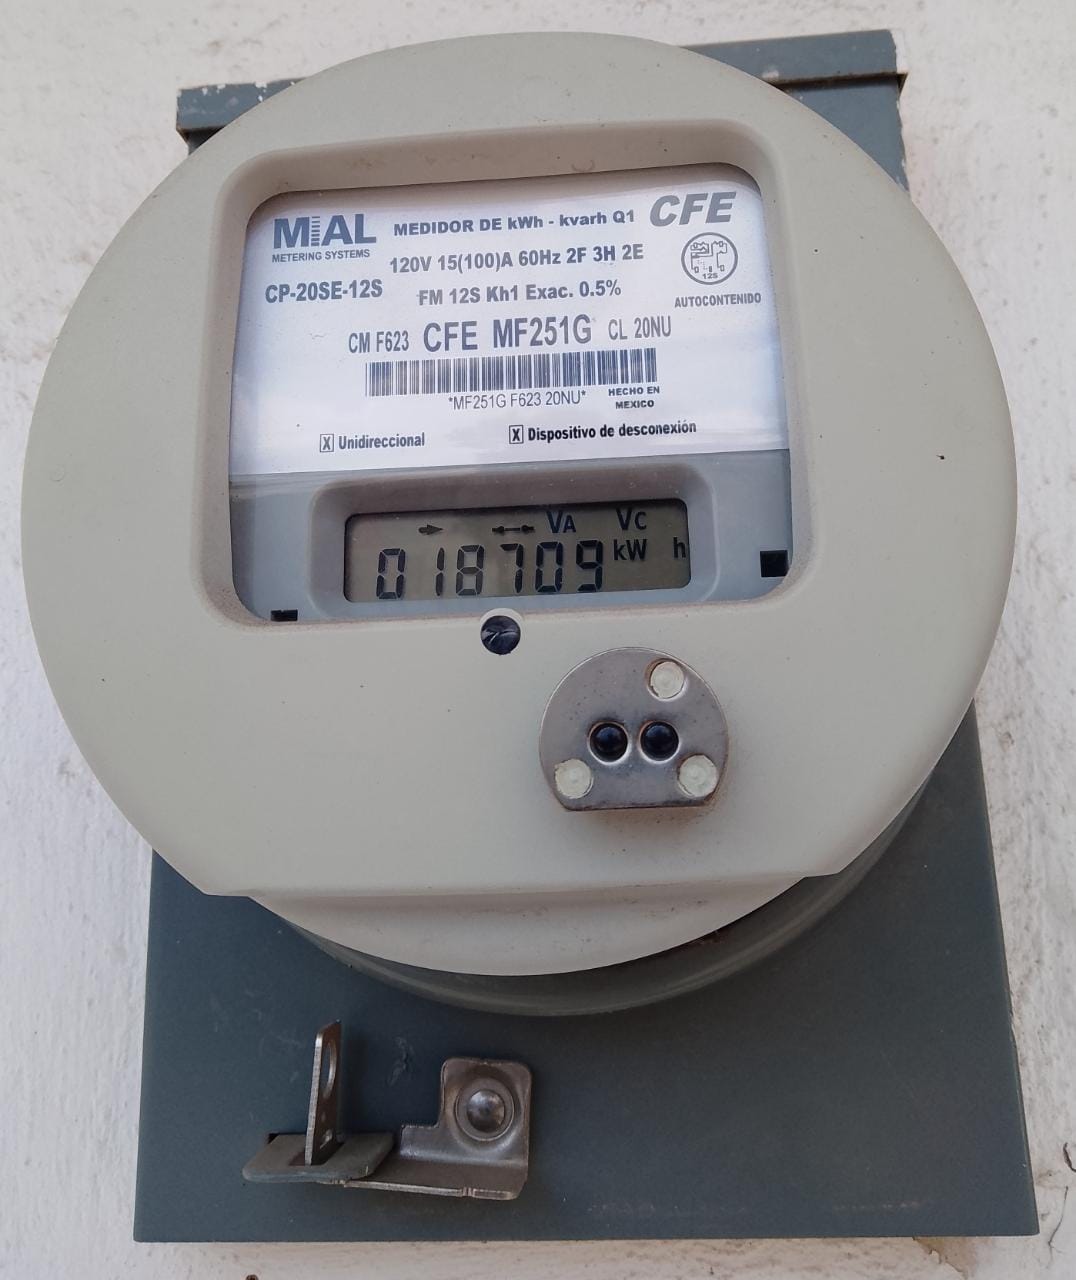 MIAL
METERING SYSTEMS
MEDIDOR DE kWh - kvarh Q1
CFE
120V 15(100)A 60Hz 2F 3H 2E
12S
CP-20SE-12S
FM 12S Kh1 Exac. 0.5%
AUTOCONTENIDO
CM F623 CFE MF251G CL 20NU
*MF251G F623 20NU*
HECHO EN
MEXICO
X Unidireccional
X Dispositivo de desconexión
VA VC
018709 kW h